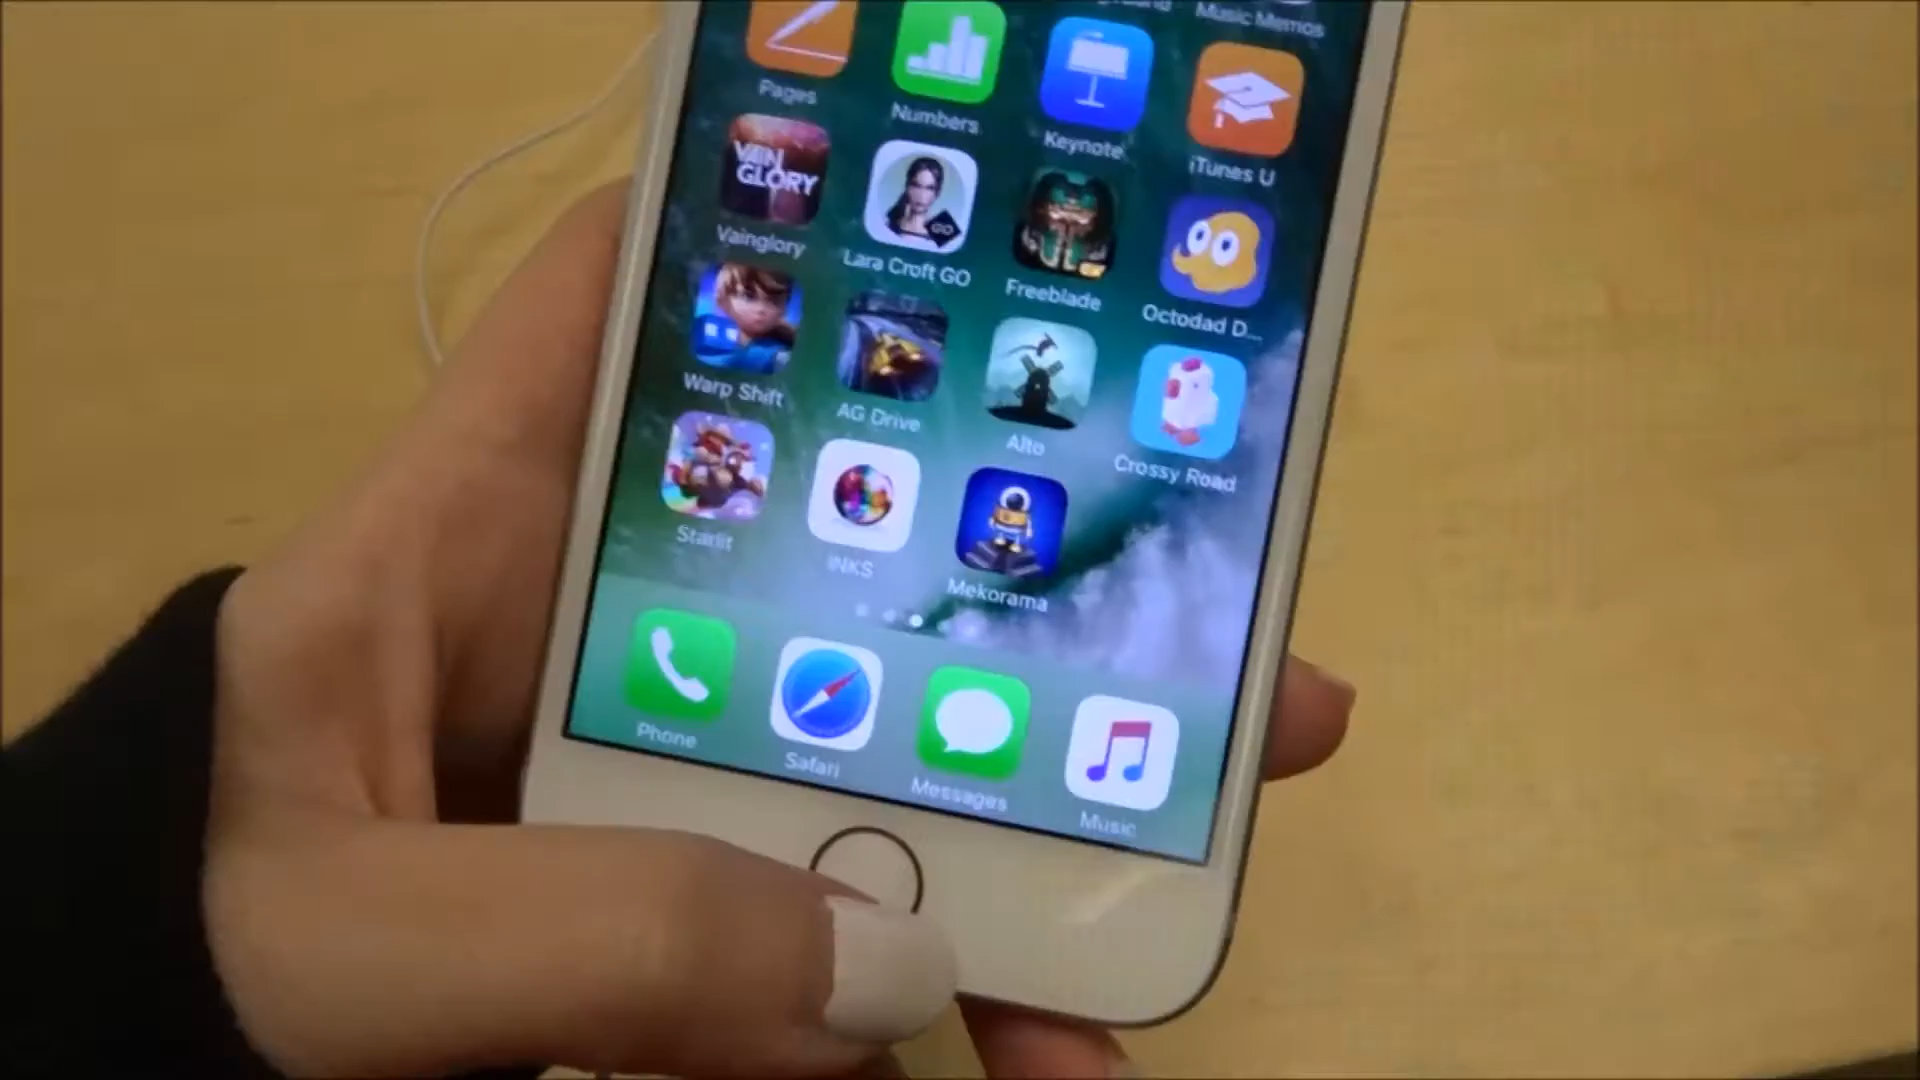 Music Memos
Pages
Numbers
Keynote
iTunes U
VAIN
GLORY
GO
Vainglory
Lara Croft GO
Freeblade
Octodad D...
Warp Shift
AG Drive
Alto
Crossy Road
Starlit
INKS
Mekorama
Phone
Safari
Messages
Music